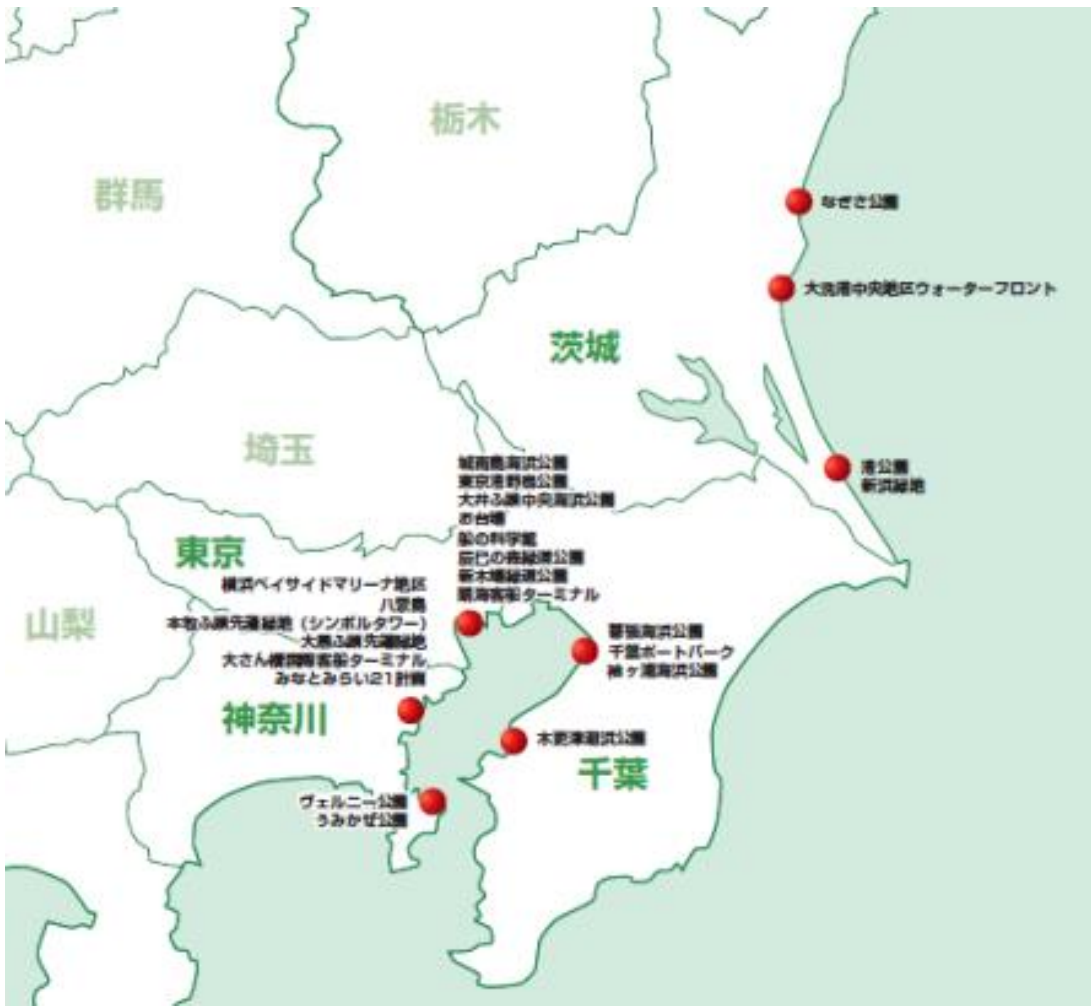 栃木
群馬
なぎさ公園
大洗港中央地区ウォーターフロント
茨城
埼玉
港公園
新浜緑地
城南島海浜公園
東京港野鳥公園
大井ふ頭中央海浜公園
お台場
船の科学館
辰巳の森緑道公園
新木場緑道公園
晴海客船ターミナル
東京
山梨
横浜ベイサイドマリーナ地区
八景島
本牧ふ頭先端緑地（シンボルタワー）
大黒ふ頭先端緑地
大さん橋国際客船ターミナル
みなとみらい21計画
幕張海浜公園
千葉ポートパーク
袖ヶ浦海浜公園
神奈川
木更津潮浜公園
千葉
ヴェルニー公園
うみかぜ公園